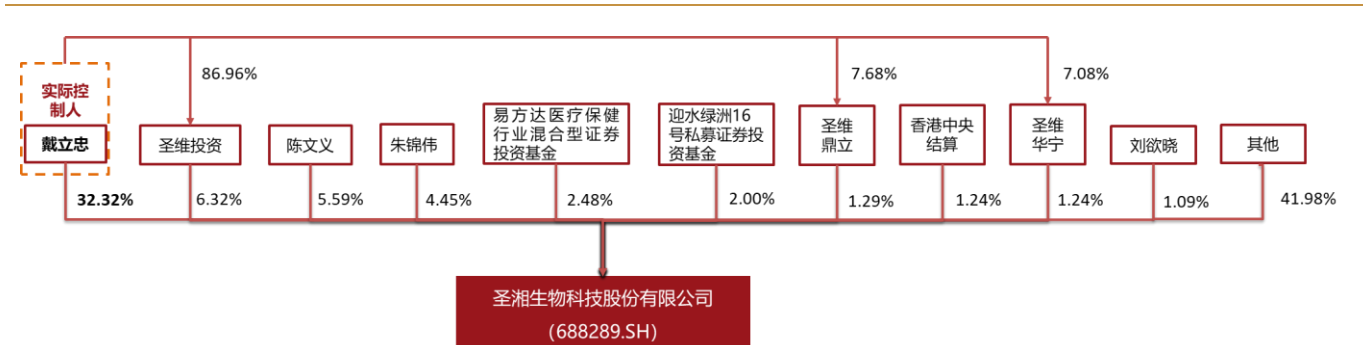 86.96%
7.68%
7.08%
实际控
制人
戴立忠
圣维投资
陈文义
朱锦伟
易方达医疗保健
行业混合型证券
投资基金
迎水绿洲16
号私募证券投
资基金
圣维
鼎立
香港中央
结算
圣维
华宁
刘欲晓
其他
32.32%
6.32%
5.59%
4.45%
2.48%
2.00%
1.29%
1.24%
1.24%
1.09%
41.98%
圣湘生物科技股份有限公司
(688289.SH)